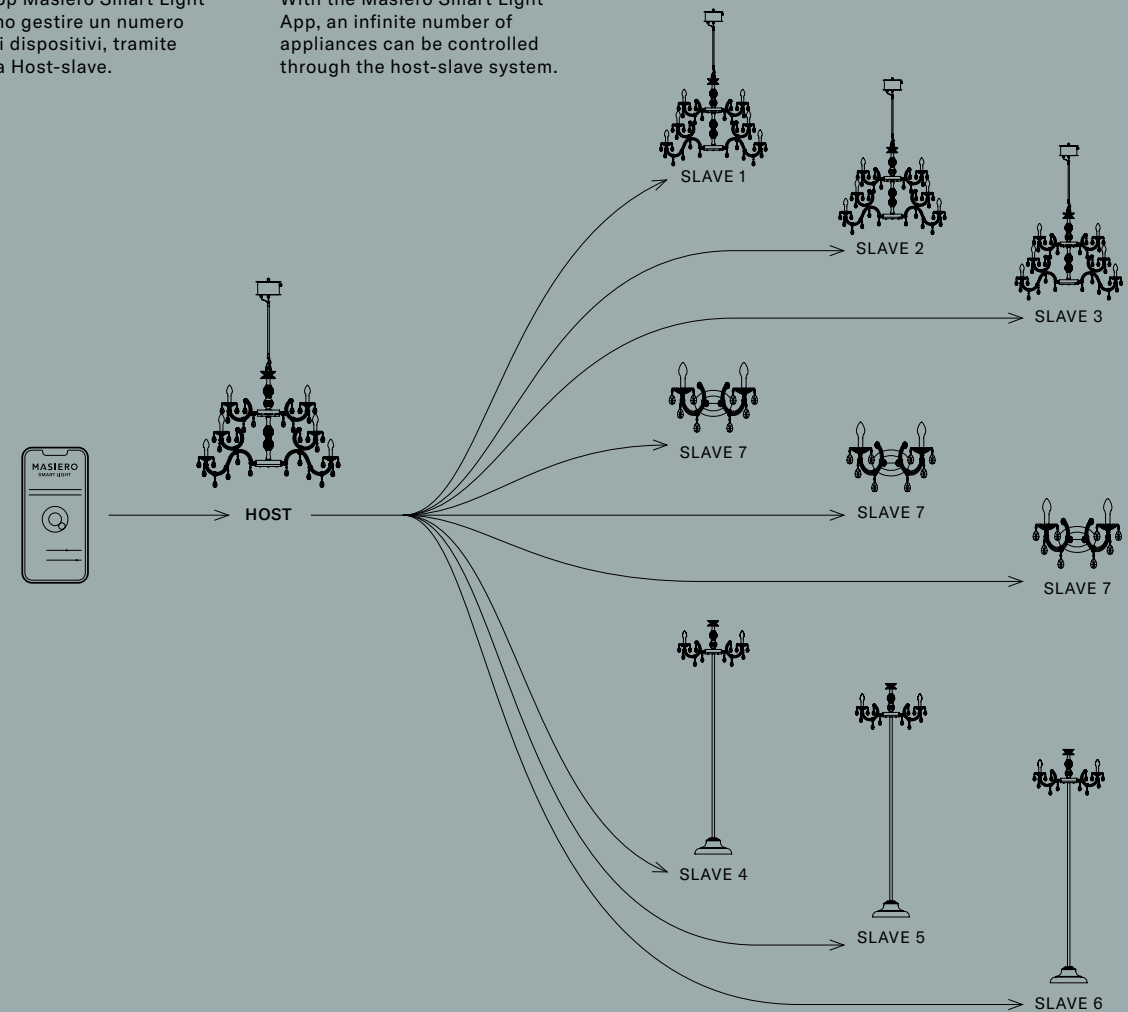 pp Masiero Smart Light
no gestire un numero
i dispositivi, tramite
a Host-slave.
With the Masiero Smart Light
App, an infinite number of
appliances can be controlled
through the host-slave system.
SLAVE 1
SLAVE 2
SLAVE 3
SLAVE 7
SLAVE 7
SLAVE 7
MASIERO
SMART LIGHT
HOST
SLAVE 4
SLAVE 5
SLAVE 6